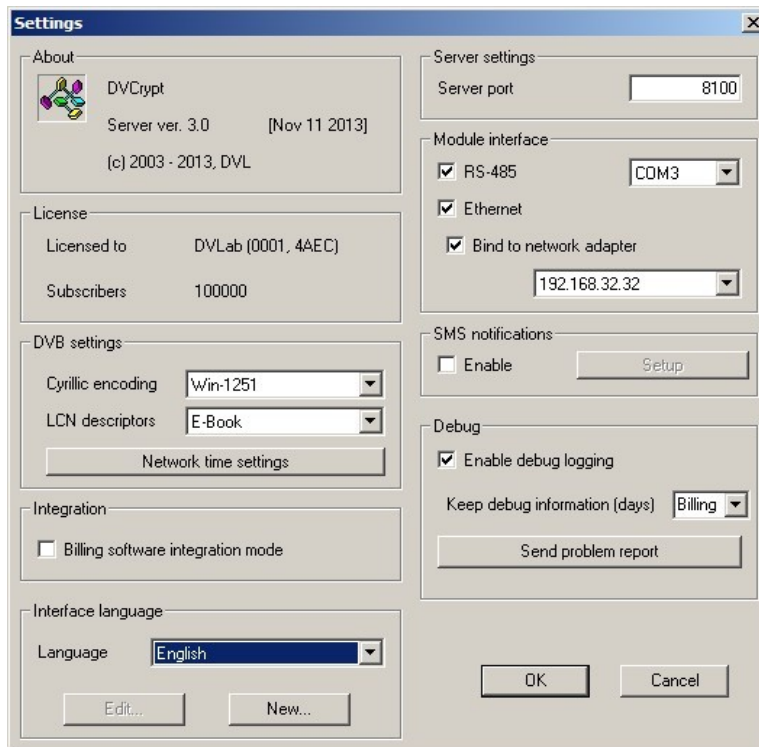 Settings
About
DVCrypt
Server ver. 3.0 [Nov 11 2013]
(c) 2003 - 2013, DVL
License
Licensed to DVLab (0001, 4AEC)
Subscribers 100000
DVB settings
Cyrillic encoding Win-1251
LCN descriptors E-Book
Network time settings
Integration
Billing software integration mode
Interface language
Language English
Edit... New...
Server settings
Server port 8100
Module interface
RS-485 COM3
Ethernet
Bind to network adapter
192.168.32.32
SMS notifications
Enable Setup
Debug
Enable debug logging
Keep debug information (days) Billing
Send problem report
OK Cancel